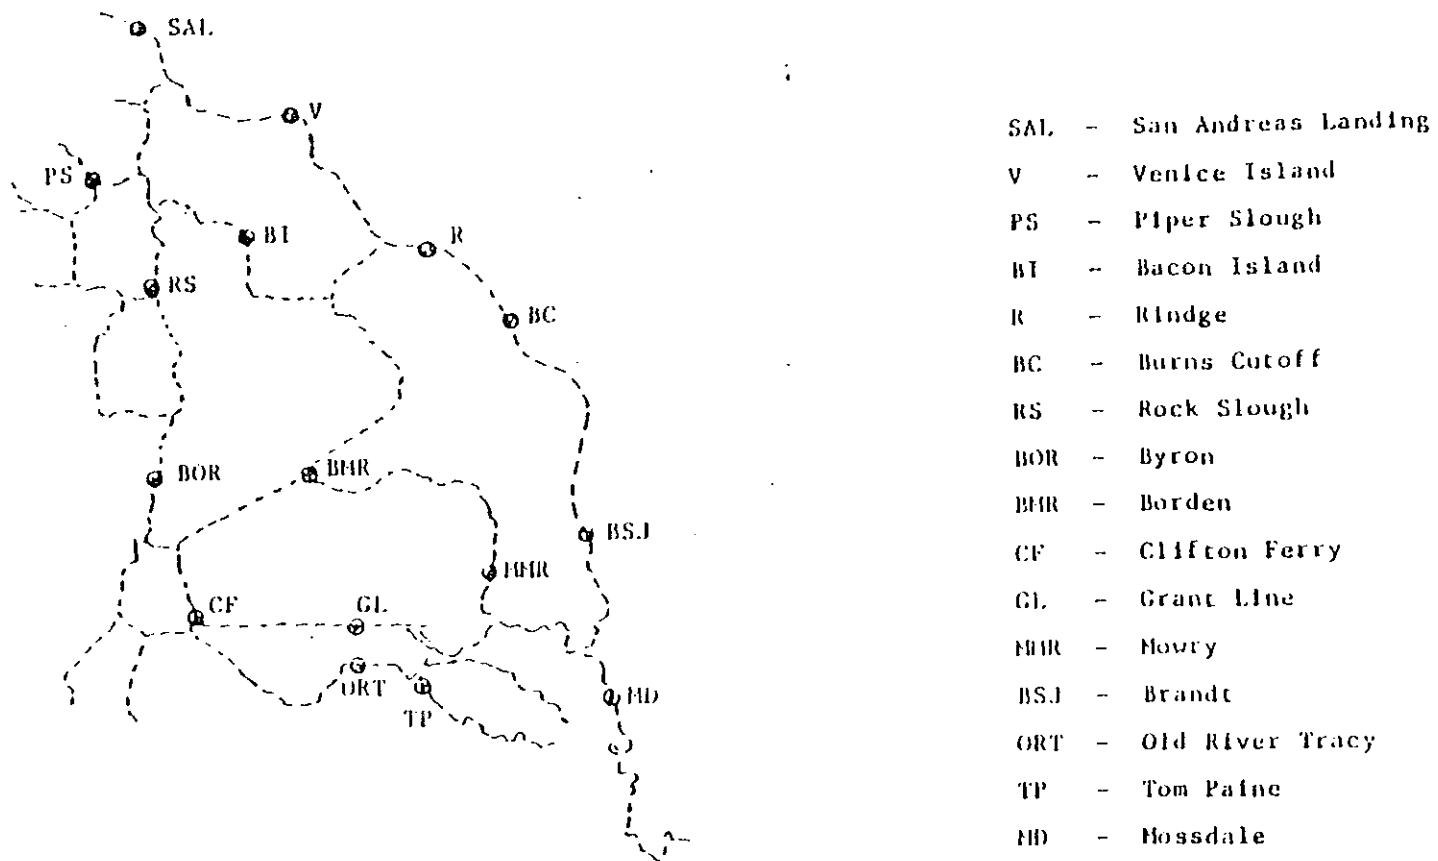 SAL
V
PS
BI
R
RS
BC
BOR
BMR
BSJ
MMR
CF
GL
ORT
TP
MD
SAL - San Andreas Landing
V - Venice Island
PS - Piper Slough
BI - Bacon Island
R - Rindge
BC - Burns Cutoff
RS - Rock Slough
BOR - Byron
BMR - Borden
CF - Clifton Ferry
GL - Grant Line
MMR - Mowry
BSJ - Brandt
ORT - Old River Tracy
TP - Tom Paine
MD - Mossdale